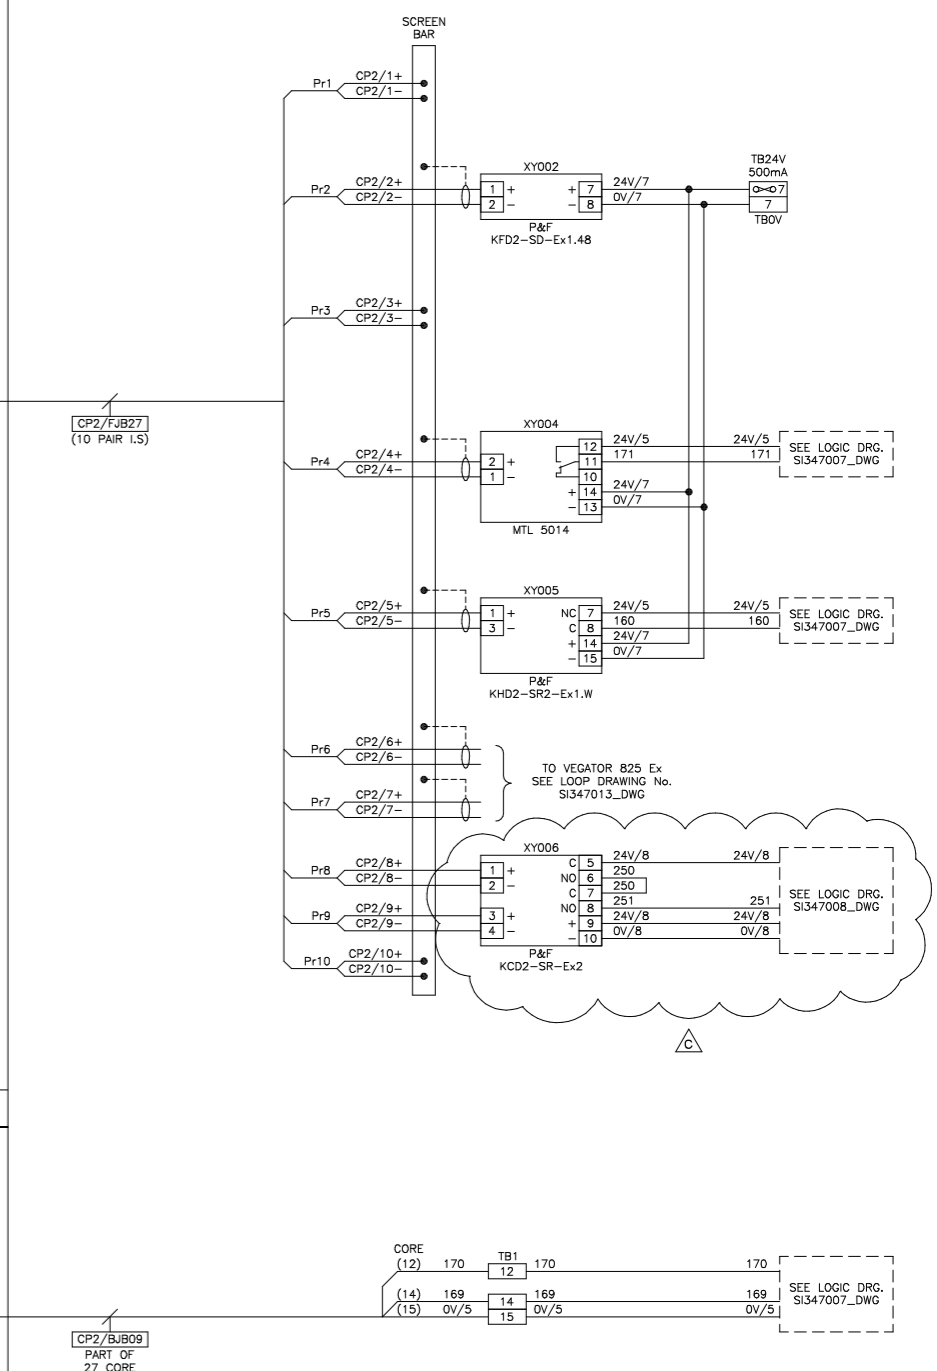 SCREEN
BAR
Pr1 CP2/1+
CP2/1-
Pr2 CP2/2+
CP2/2-
XY002
1 + + 7 24V/7
2 - - 8 0V/7
P&F
KFD2-SD-Ex1.48
TB24V
500mA
7
7
TB0V
Pr3 CP2/3+
CP2/3-
CP2/FJB27
(10 PAIR I.S)
Pr4 CP2/4+
CP2/4-
XY004
2 +
1 -
12 24V/5 24V/5
11 171 171
10
+ 14 24V/7
- 13 0V/7
MTL 5014
SEE LOGIC DRG.
SI347007_DWG
Pr5 CP2/5+
CP2/5-
XY005
1 +
3 -
NC 7 24V/5 24V/5
C 8 160 160
+ 14 24V/7
- 15 0V/7
P&F
KHD2-SR2-Ex1.W
SEE LOGIC DRG.
SI347007_DWG
Pr6 CP2/6+
CP2/6-
Pr7 CP2/7+
CP2/7-
TO VEGATOR 825 Ex
SEE LOOP DRAWING No.
SI347013_DWG
Pr8 CP2/8+
CP2/8-
Pr9 CP2/9+
CP2/9-
Pr10 CP2/10+
CP2/10-
XY006
1 +
2 -
3 +
4 -
C 5 24V/8 24V/8
NO 6 250
C 7 250
NO 8 251 251
+ 9 24V/8 24V/8
- 10 0V/8 0V/8
P&F
KCD2-SR-Ex2
SEE LOGIC DRG.
SI347008_DWG
C
CORE
(12) 170 TB1 12 170 170
(14) 169 14 169 169
(15) 0V/5 15 0V/5 0V/5
SEE LOGIC DRG.
SI347007_DWG
CP2/BJB09
PART OF
27 CORE